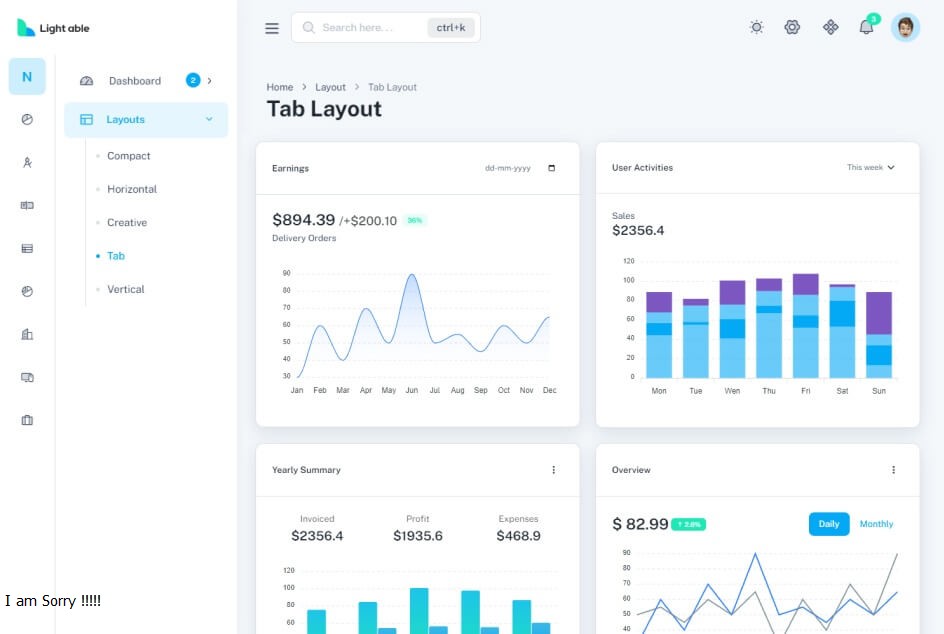 Light able
Search here. . .
ctrl+k
3
N
Dashboard
2
Layouts
Compact
Horizontal
Creative
Tab
Vertical
Home > Layout > Tab Layout
Tab Layout
Earnings
dd-mm-yyyy
$894.39 /+$200.10 36%
Delivery Orders
90
80
70
60
50
40
30
Jan Feb Mar Apr May Jun Jul Aug Sep Oct Nov Dec
User Activities
This week
Sales
$2356.4
120
100
80
60
40
20
0
Mon Tue Wen Thu Fri Sat Sun
Yearly Summary
Invoiced Profit Expenses
$2356.4 $1935.6 $468.9
120
100
80
60
Overview
$ 82.99 ↑ 2.6%
Daily Monthly
90
80
70
60
50
40
I am Sorry !!!!!